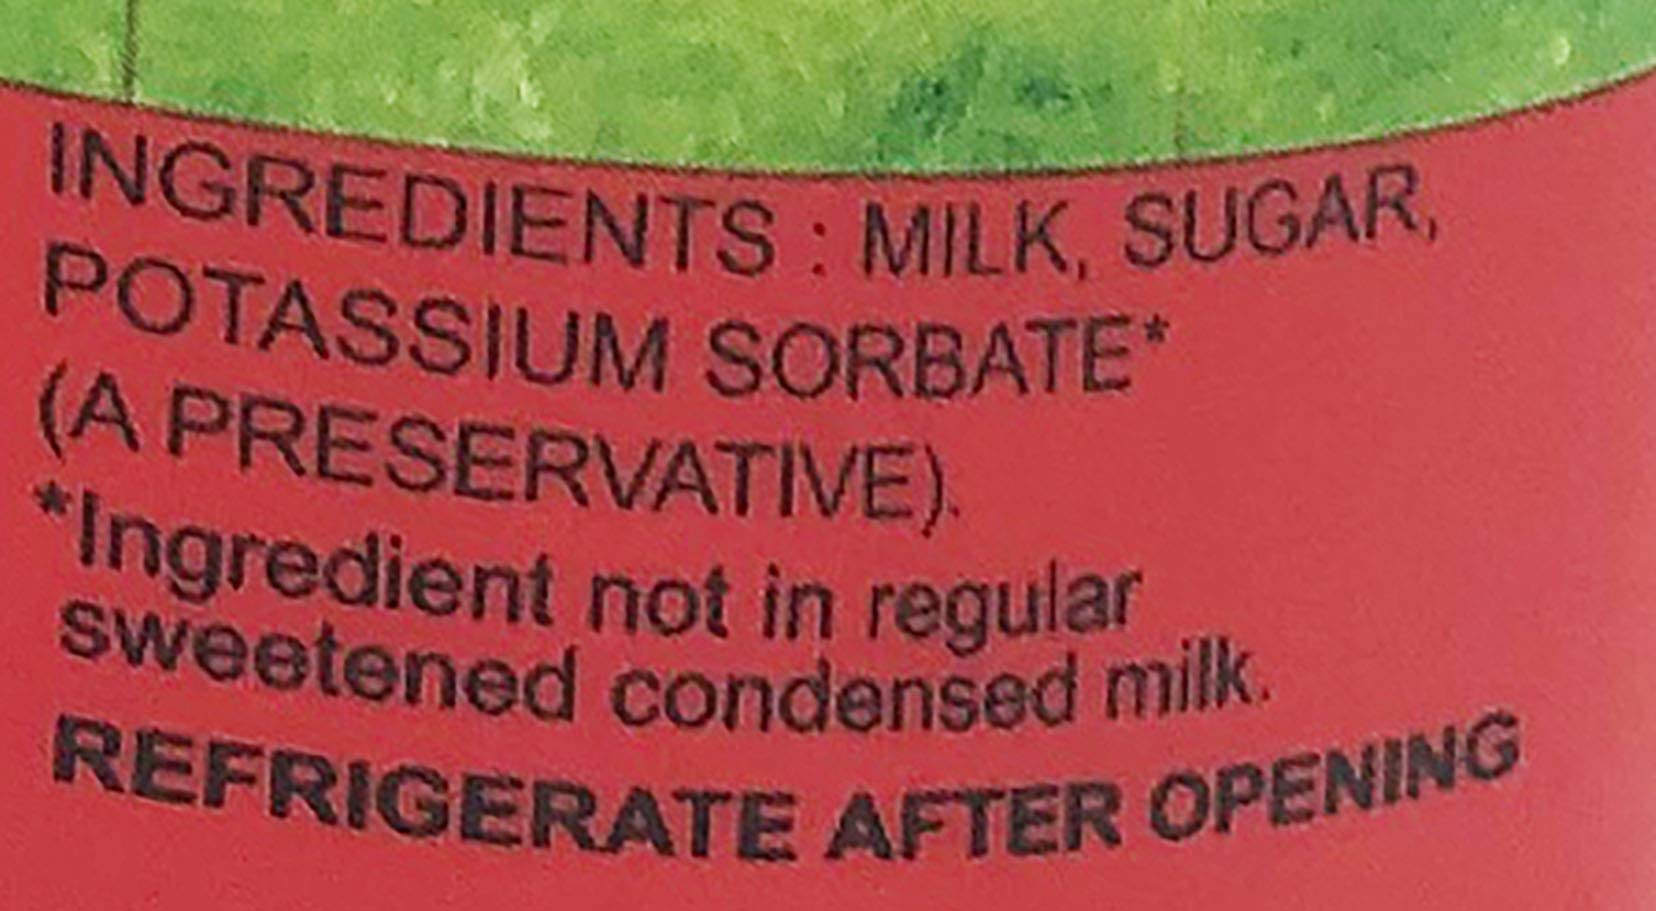 INGREDIENTS : MILK, SUGAR,
POTASSIUM SORBATE*
(A PRESERVATIVE).
*Ingredient not in regular
sweetened condensed milk.
REFRIGERATE AFTER OPENING